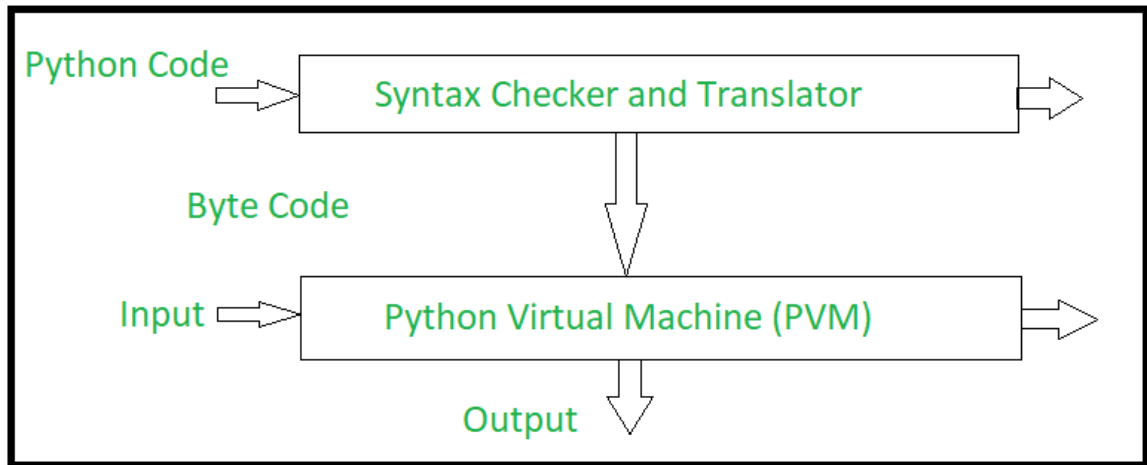 Python Code
Syntax Checker and Translator
Byte Code
Input
Python Virtual Machine (PVM)
Output